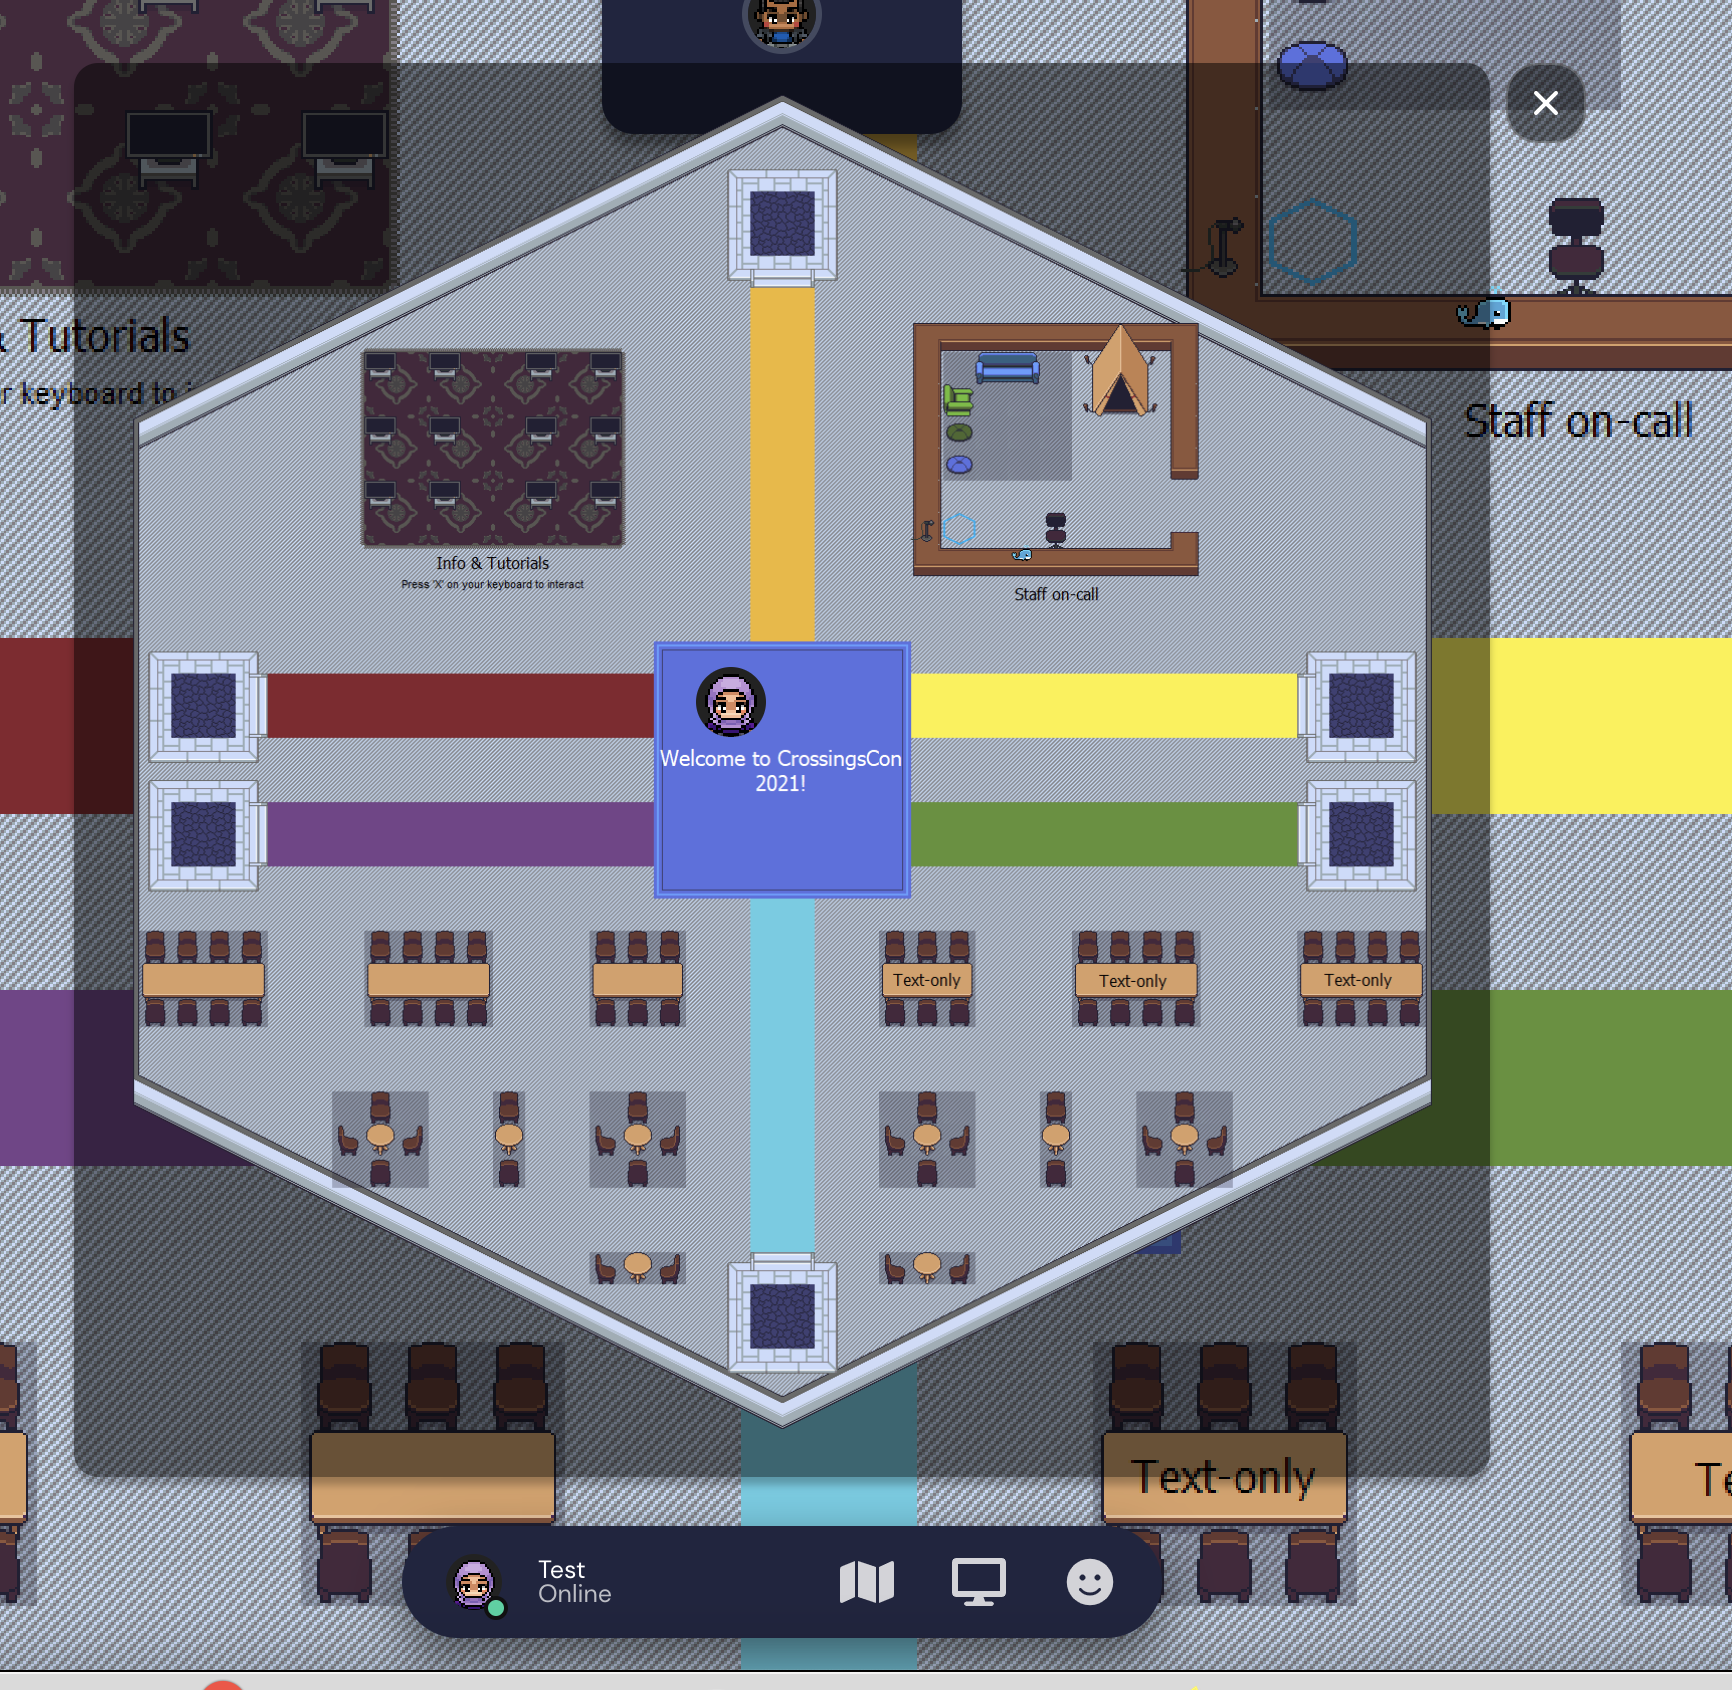 & Tutorials
r keyboard to i
Staff on-call
Info & Tutorials
Press 'X' on your keyboard to interact
Staff on-call
Welcome to CrossingsCon
2021!
Text-only
Text-only
Text-only
Text-only
Te
Test
Online